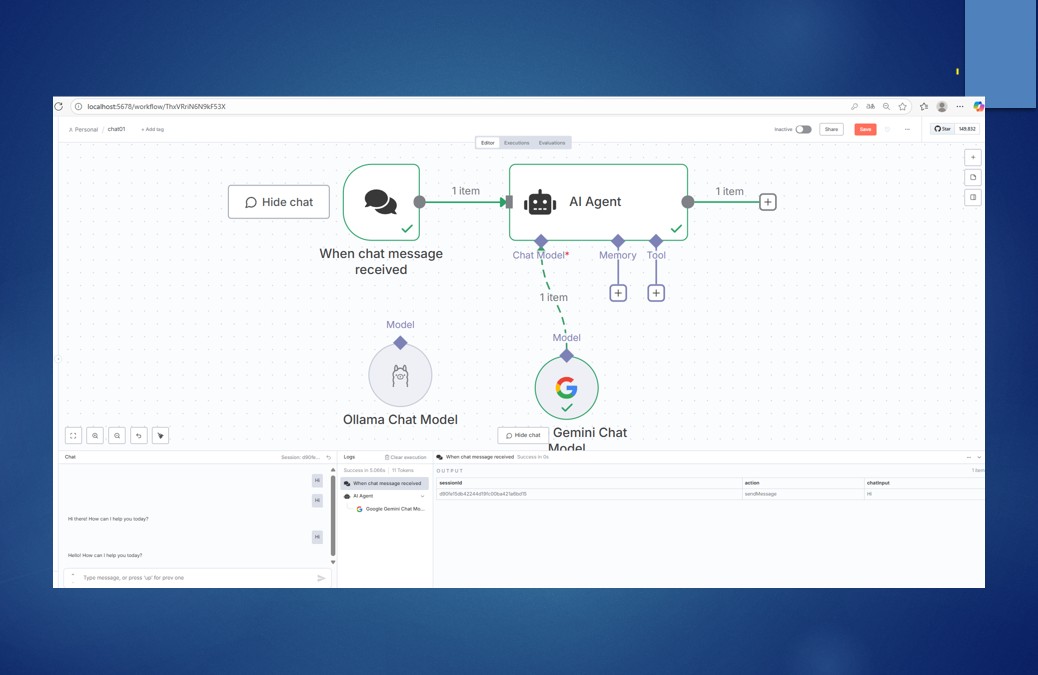 localhost:5678/workflow/ThxVRriN6N9kF53X
Personal / chat01 + Add tag
Inactive Share Save ... Star 149,832
Editor Executions Evaluations
Hide chat
1 item
AI Agent
1 item
When chat message
received
Chat Model*
Memory
Tool
1 item
Model
Model
Ollama Chat Model
Hide chat
Gemini Chat
Model
Chat
Hi
Hi
Hi there! How can I help you today?
Hi
Hello! How can I help you today?
Type message, or press 'up' for prev one
Logs Clear execution
Success in 5.066s 11 Tokens
When chat message received
AI Agent
Google Gemini Chat Mo...
When chat message received Success in 0s
OUTPUT
1 item
sessionId action chatInput
sendMessage Hi